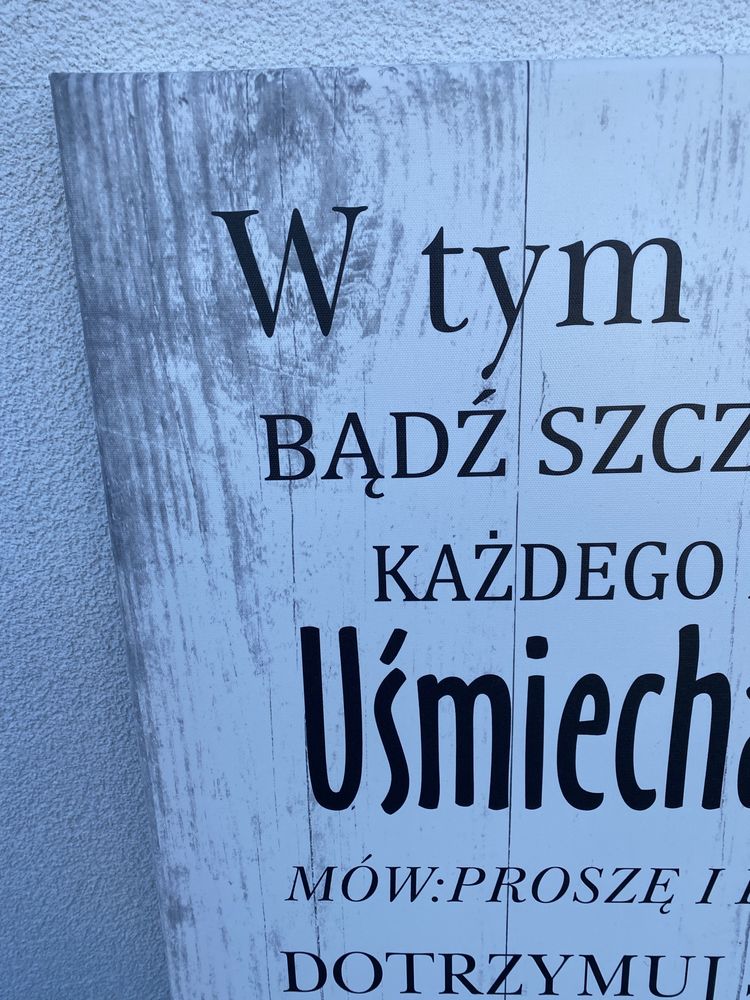 W tym
BĄDŹ SZCZ
KAŻDEGO
Uśmiecha
MÓW:PROSZĘ I
DOTRZYMUJ